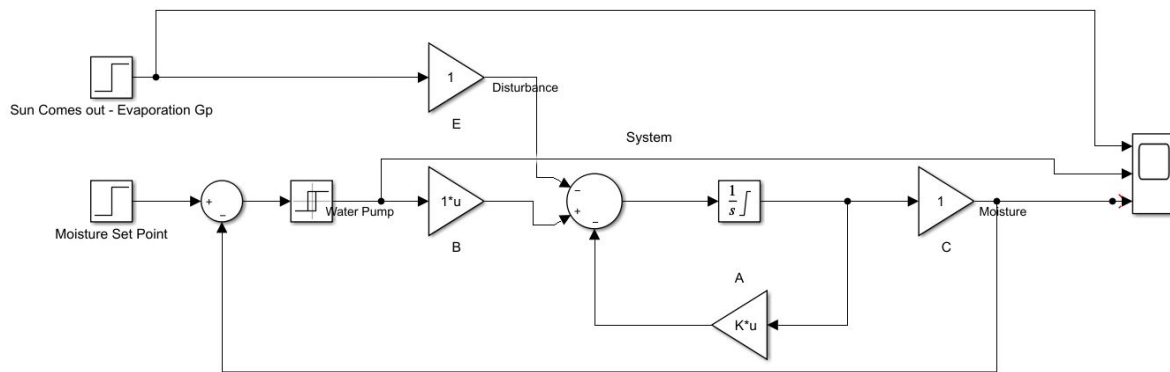 1
Disturbance
Sun Comes out - Evaporation Gp
E
System
+
−
Water Pump
1*u
−
+
−
1
s
1
Moisture
Moisture Set Point
B
C
A
K*u